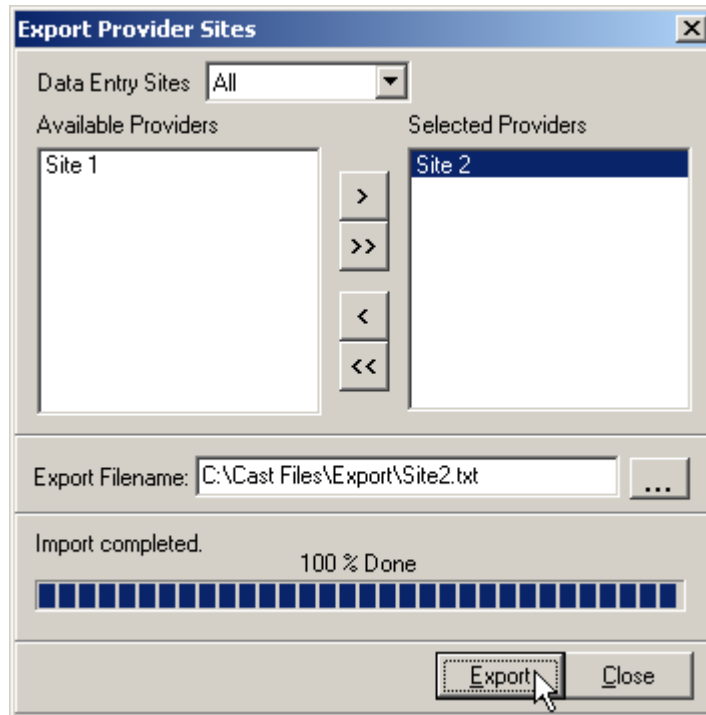 Export Provider Sites
Data Entry Sites All
Available Providers Selected Providers
Site 1 Site 2
>
>>
<
<<
Export Filename: C:\Cast Files\Export\Site2.txt ...
Import completed.
100 % Done
Export Close